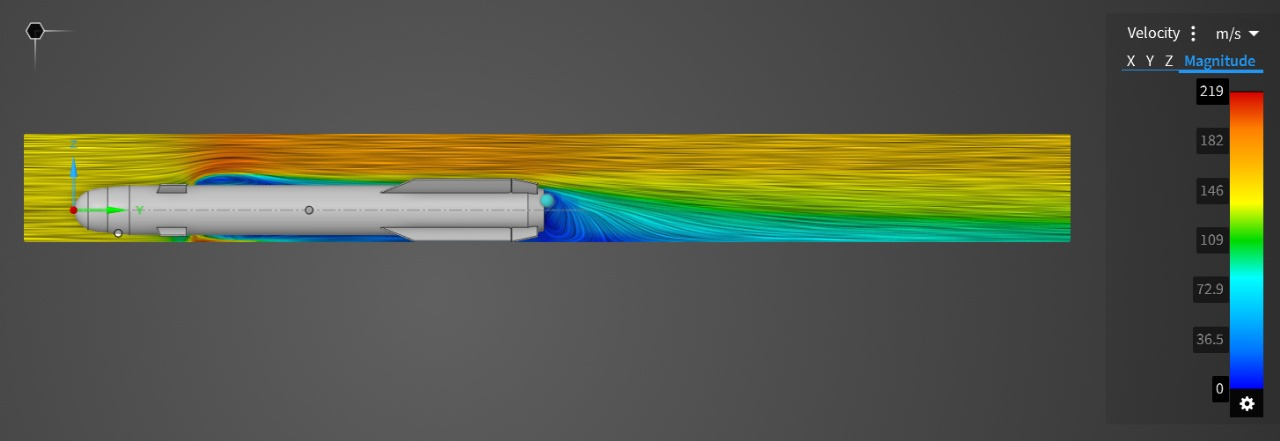 Velocity m/s
X Y Z Magnitude
219
182
146
Z
Y
109
72.9
36.5
0